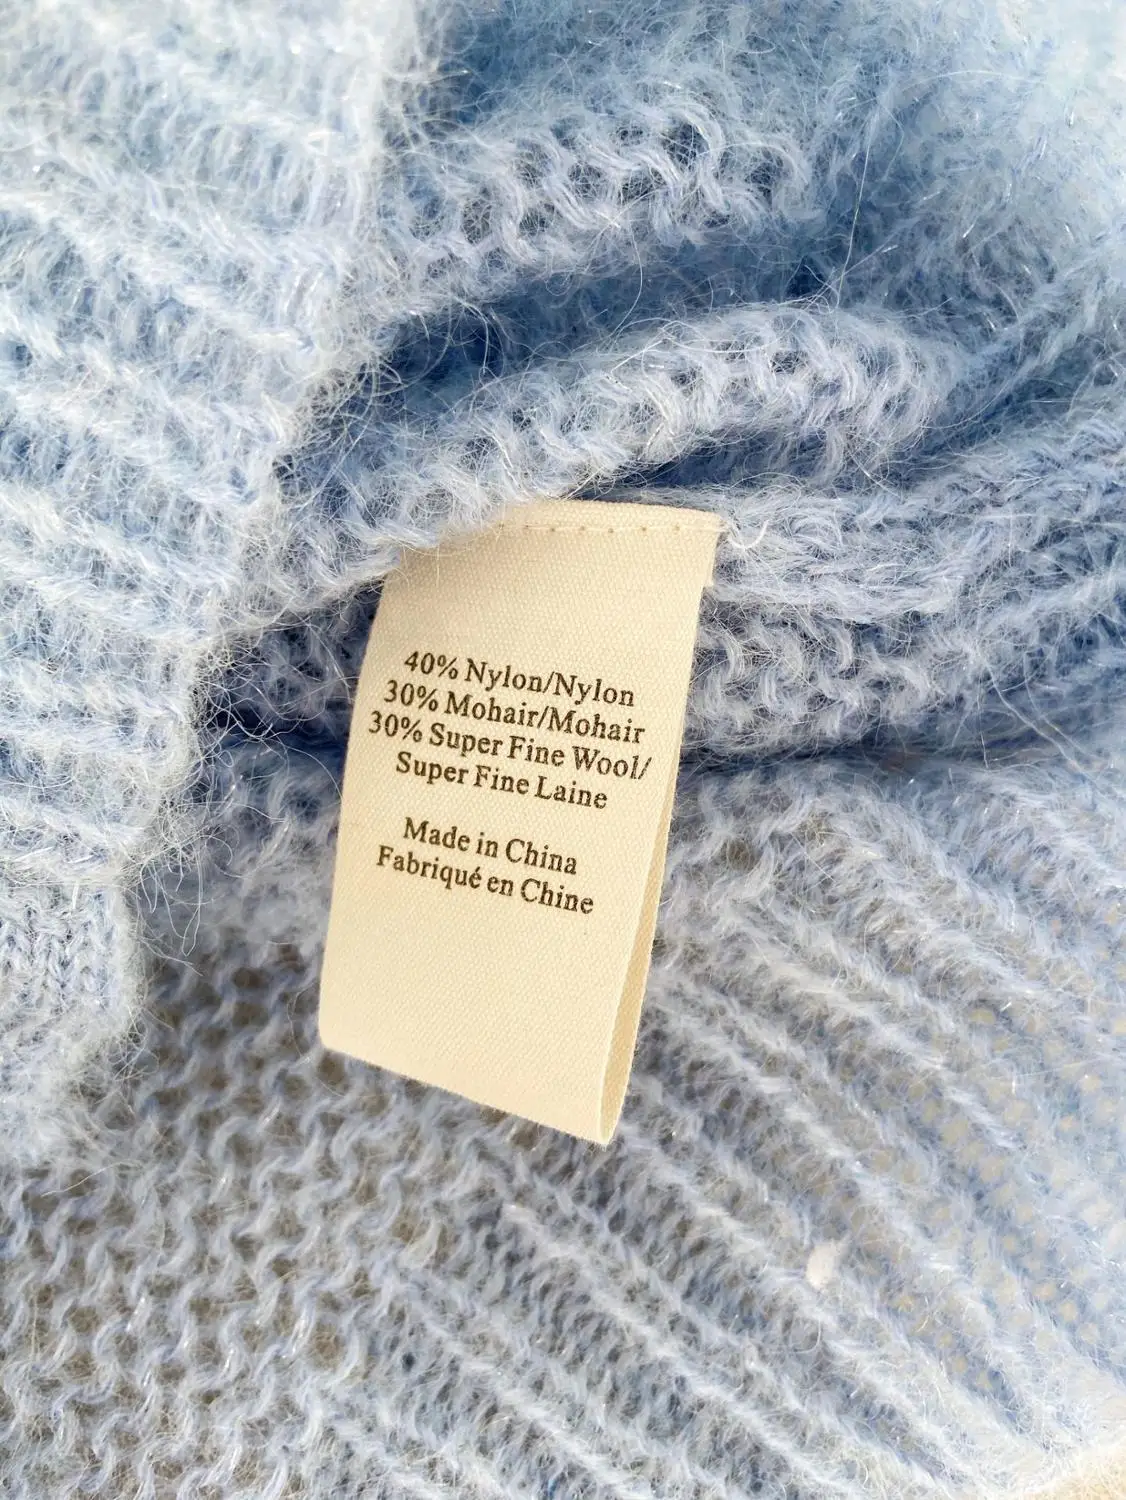 40% Nylon/Nylon
30% Mohair/Mohair
30% Super Fine Wool/
Super Fine Laine
Made in China
Fabriqué en Chine